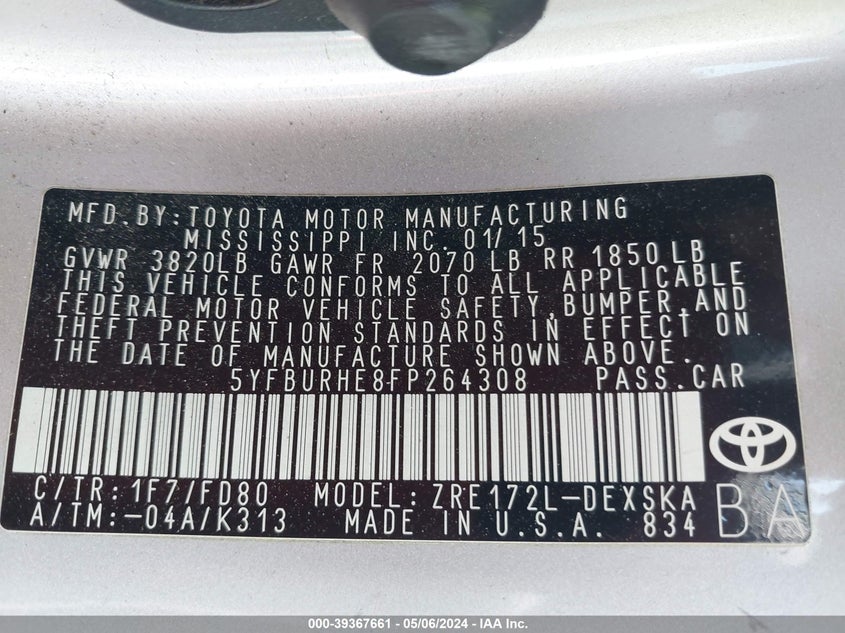 MFD.BY:TOYOTA MOTOR MANUFACTURING
MISSISSIPPI INC. 01/15
GVWR 3820LB GAWR FR 2070 LB RR 1850 LB
THIS VEHICLE CONFORMS TO ALL APPLICABLE
FEDERAL MOTOR VEHICLE SAFETY,BUMPER,AND
THEFT PREVENTION STANDARDS IN EFFECT ON
THE DATE OF MANUFACTURE SHOWN ABOVE.
5YFBURHE8FP264308 PASS.CAR
C/TR: 1F7/FD80 MODEL: ZRE172L-DEXSKA
A/TM:-04A/K313 MADE IN U.S.A. 834
BA
000-39367661 - 05/06/2024 - IAA Inc.